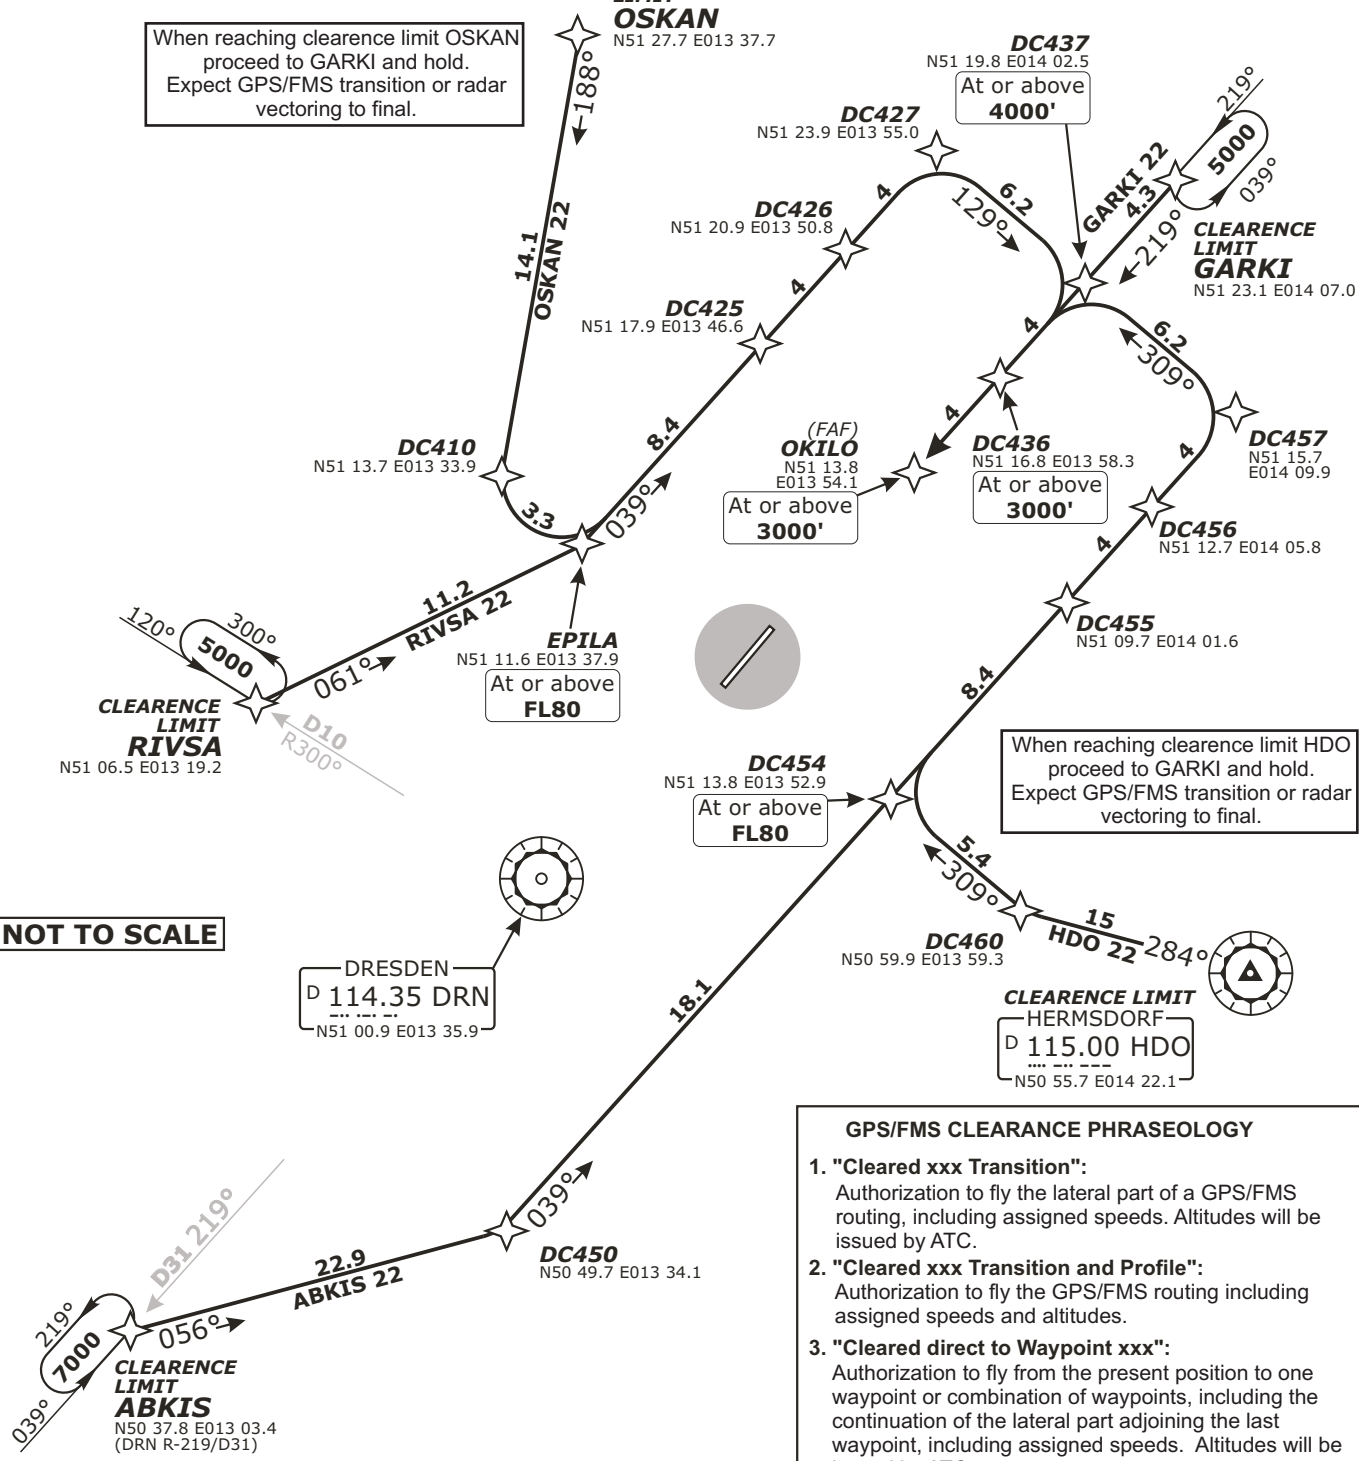 LIMIT
OSKAN
N51 27.7 E013 37.7
When reaching clearence limit OSKAN
proceed to GARKI and hold.
Expect GPS/FMS transition or radar
vectoring to final.
188°
14.1
OSKAN 22
DC437
N51 19.8 E014 02.5
At or above
4000'
DC427
N51 23.9 E013 55.0
4
6.2
129°
DC426
N51 20.9 E013 50.8
4
DC425
N51 17.9 E013 46.6
8.4
039°
219°
5000
039°
GARKI 22
4.3
219°
CLEARENCE
LIMIT
GARKI
N51 23.1 E014 07.0
4
4
6.2
309°
DC410
N51 13.7 E013 33.9
3.3
(FAF)
OKILO
N51 13.8
E013 54.1
At or above
3000'
DC436
N51 16.8 E013 58.3
At or above
3000'
DC457
N51 15.7
E014 09.9
4
DC456
N51 12.7 E014 05.8
4
DC455
N51 09.7 E014 01.6
8.4
11.2
RIVSA 22
061°
120°
300°
5000
CLEARENCE
LIMIT
RIVSA
N51 06.5 E013 19.2
D10
R300°
EPILA
N51 11.6 E013 37.9
At or above
FL80
DC454
N51 13.8 E013 52.9
At or above
FL80
When reaching clearence limit HDO
proceed to GARKI and hold.
Expect GPS/FMS transition or radar
vectoring to final.
5.4
309°
DC460
N50 59.9 E013 59.3
15
HDO 22
284°
CLEARENCE LIMIT
HERMSDORF
D 115.00 HDO
N50 55.7 E014 22.1
NOT TO SCALE
DRESDEN
D 114.35 DRN
N51 00.9 E013 35.9
18.1
039°
DC450
N50 49.7 E013 34.1
D31 219°
22.9
ABKIS 22
056°
219°
7000
039°
CLEARENCE
LIMIT
ABKIS
N50 37.8 E013 03.4
(DRN R-219/D31)
GPS/FMS CLEARANCE PHRASEOLOGY
1. "Cleared xxx Transition":
Authorization to fly the lateral part of a GPS/FMS
routing, including assigned speeds. Altitudes will be
issued by ATC.
2. "Cleared xxx Transition and Profile":
Authorization to fly the GPS/FMS routing including
assigned speeds and altitudes.
3. "Cleared direct to Waypoint xxx":
Authorization to fly from the present position to one
waypoint or combination of waypoints, including the
continuation of the lateral part adjoining the last
waypoint, including assigned speeds. Altitudes will be